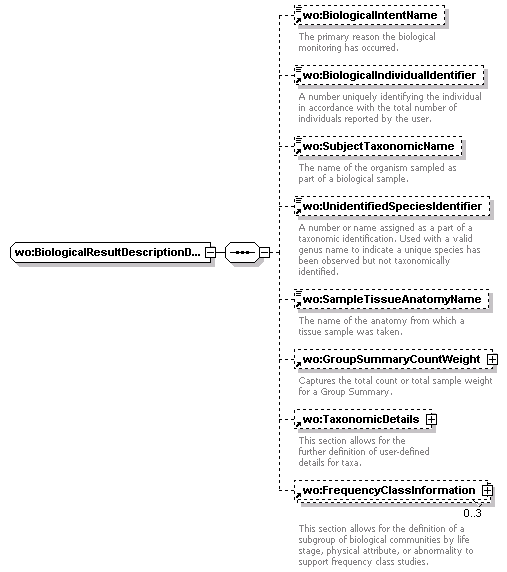 wo:BiologicalIntentName
The primary reason the biological
monitoring has occurred.
wo:BiologicalIndividualIdentifier
A number uniquely identifying the individual
in accordance with the total number of
individuals reported by the user.
wo:SubjectTaxonomicName
The name of the organism sampled as
part of a biological sample.
wo:UnidentifiedSpeciesIdentifier
A number or name assigned as a part of a
taxonomic identification. Used with a valid
genus name to indicate a unique species has
been observed but not taxonomically
identified.
wo:BiologicalResultDescriptionD...
wo:SampleTissueAnatomyName
The name of the anatomy from which a
tissue sample was taken.
wo:GroupSummaryCountWeight
Captures the total count or total sample weight
for a Group Summary.
wo:TaxonomicDetails
This section allows for the
further definition of user-defined
details for taxa.
wo:FrequencyClassInformation
0..3
This section allows for the definition of a
subgroup of biological communities by life
stage, physical attribute, or abnormality to
support frequency class studies.